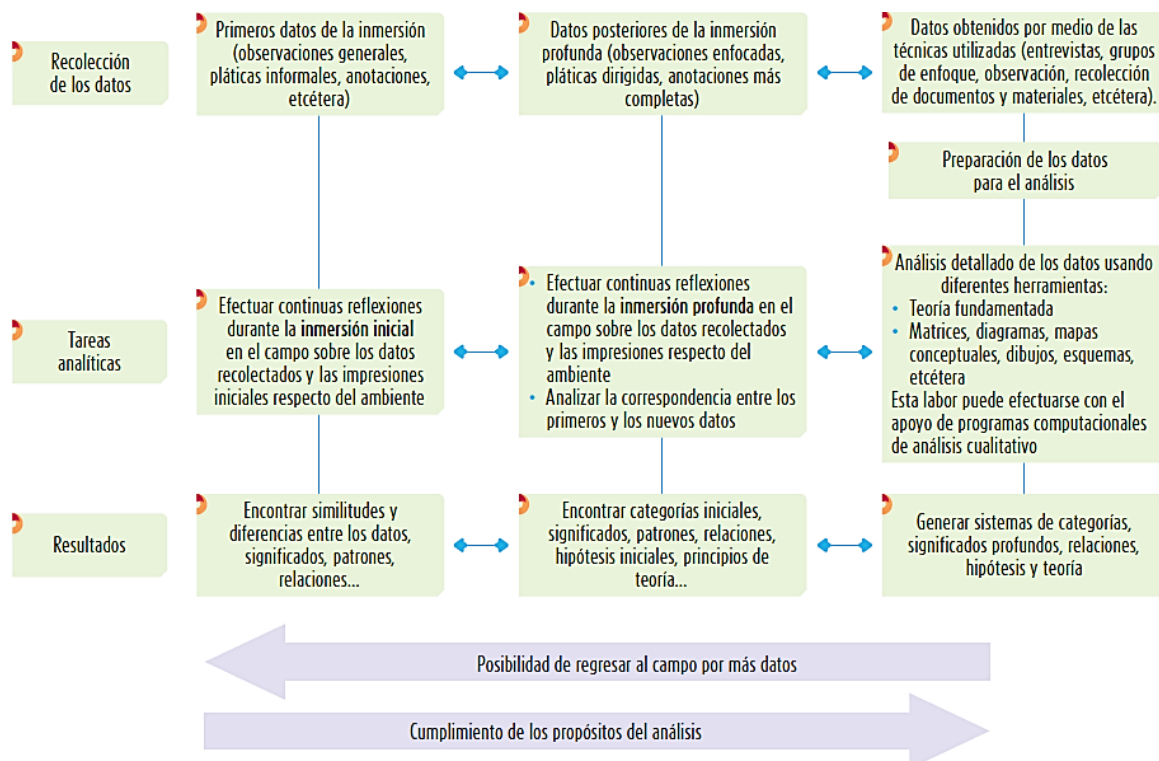 Recolección
de los datos
Primeros datos de la inmersión
(observaciones generales,
pláticas informales, anotaciones,
etcétera)
Datos posteriores de la inmersión
profunda (observaciones enfocadas,
pláticas dirigidas, anotaciones más
completas)
Datos obtenidos por medio de las
técnicas utilizadas (entrevistas, grupos
de enfoque, observación, recolección
de documentos y materiales, etcétera).
Preparación de los datos
para el análisis
Tareas
analíticas
Efectuar continuas reflexiones
durante la inmersión inicial
en el campo sobre los datos
recolectados y las impresiones
iniciales respecto del ambiente
• Efectuar continuas reflexiones
durante la inmersión profunda en el
campo sobre los datos recolectados
y las impresiones respecto del
ambiente
• Analizar la correspondencia entre los
primeros y los nuevos datos
Análisis detallado de los datos usando
diferentes herramientas:
• Teoría fundamentada
• Matrices, diagramas, mapas
conceptuales, dibujos, esquemas,
etcétera
Esta labor puede efectuarse con el
apoyo de programas computacionales
de análisis cualitativo
Resultados
Encontrar similitudes y
diferencias entre los datos,
significados, patrones,
relaciones...
Encontrar categorías iniciales,
significados, patrones, relaciones,
hipótesis iniciales, principios de
teoría...
Generar sistemas de categorías,
significados profundos, relaciones,
hipótesis y teoría
Posibilidad de regresar al campo por más datos
Cumplimiento de los propósitos del análisis